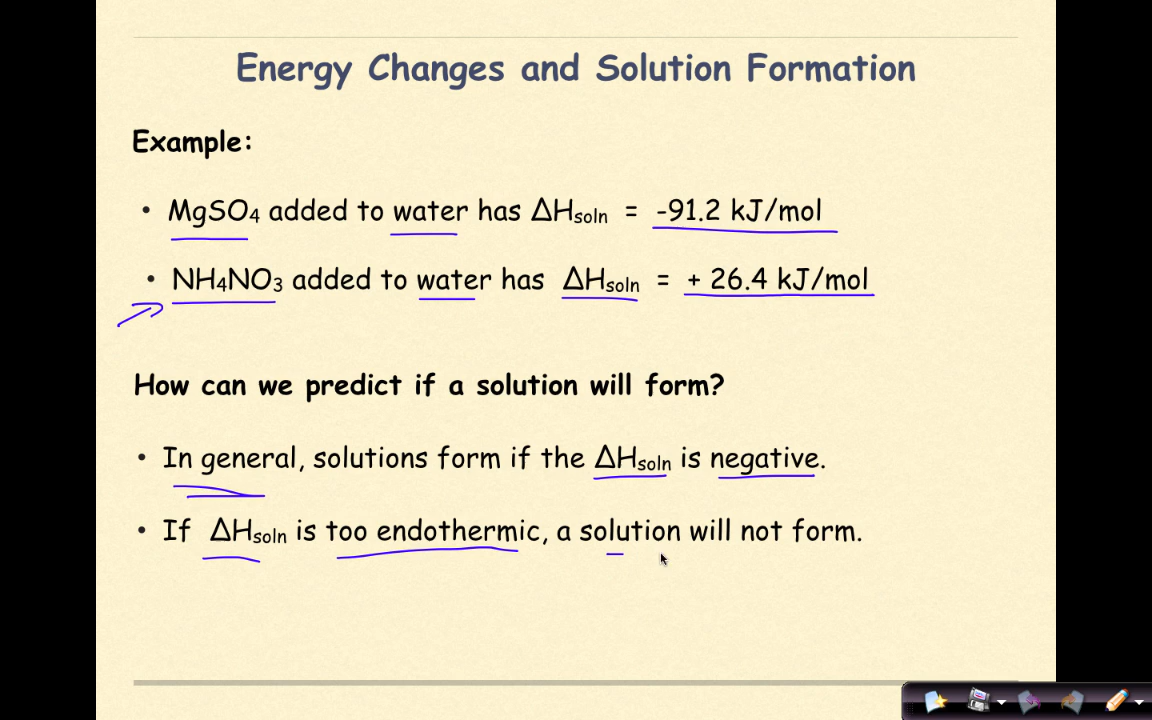 Energy Changes and Solution Formation
Example:
• MgSO₄ added to water has ΔHsoln = -91.2 kJ/mol
• NH₄NO₃ added to water has ΔHsoln = + 26.4 kJ/mol
How can we predict if a solution will form?
• In general, solutions form if the ΔHsoln is negative.
• If ΔHsoln is too endothermic, a solution will not form.